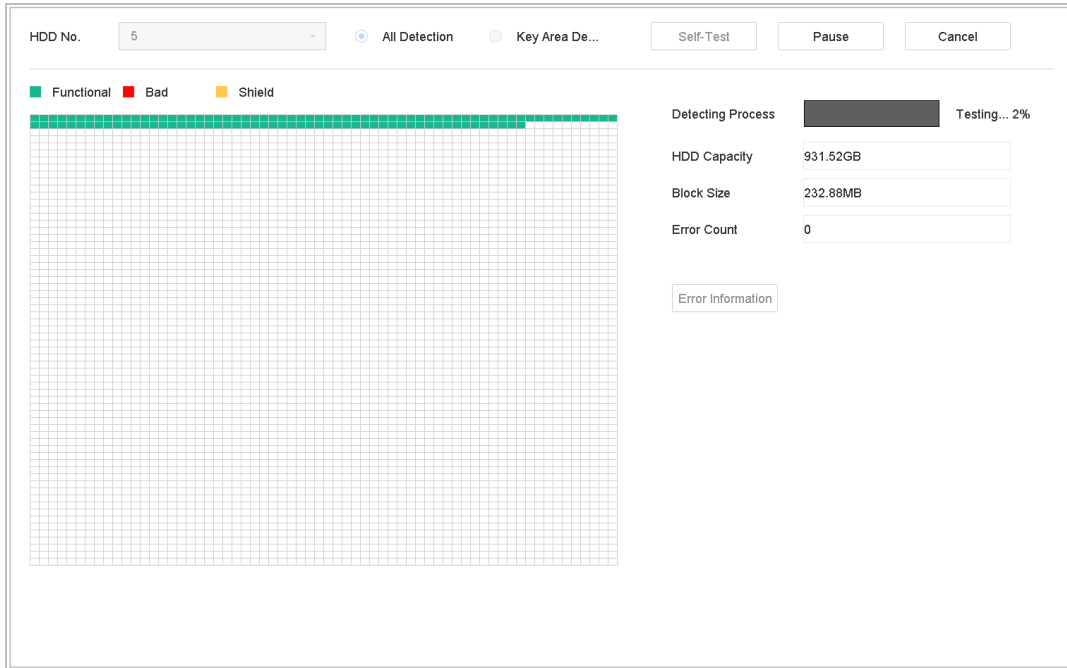 HDD No. 5 All Detection Key Area De... Self-Test Pause Cancel
Functional Bad Shield
Detecting Process Testing... 2%
HDD Capacity 931.52GB
Block Size 232.88MB
Error Count 0
Error Information